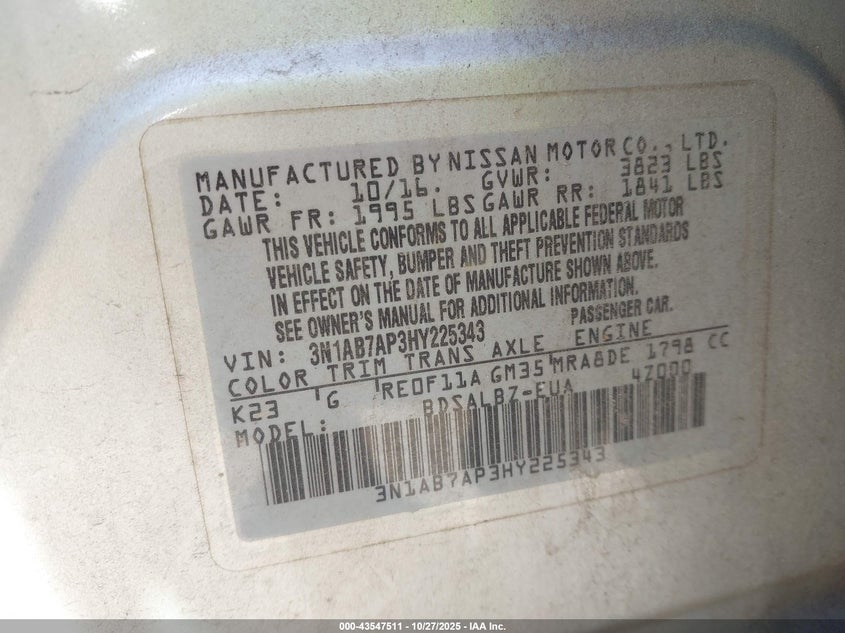 MANUFACTURED BY NISSAN MOTOR CO., LTD.
DATE: 10/16. GVWR: 3823 LBS
GAWR FR: 1995 LBS GAWR RR: 1841 LBS
THIS VEHICLE CONFORMS TO ALL APPLICABLE FEDERAL MOTOR
VEHICLE SAFETY, BUMPER AND THEFT PREVENTION STANDARDS
IN EFFECT ON THE DATE OF MANUFACTURE SHOWN ABOVE.
SEE OWNER'S MANUAL FOR ADDITIONAL INFORMATION.
VIN: 3N1AB7AP3HY225343 PASSENGER CAR.
COLOR TRIM TRANS AXLE ENGINE
K23 G RE0F11A GM35 MRA8DE 1798 CC
MODEL: BDSALBZ-EUA 47000
3N1AB7AP3HY225343
000-43547511 - 10/27/2025 - IAA Inc.